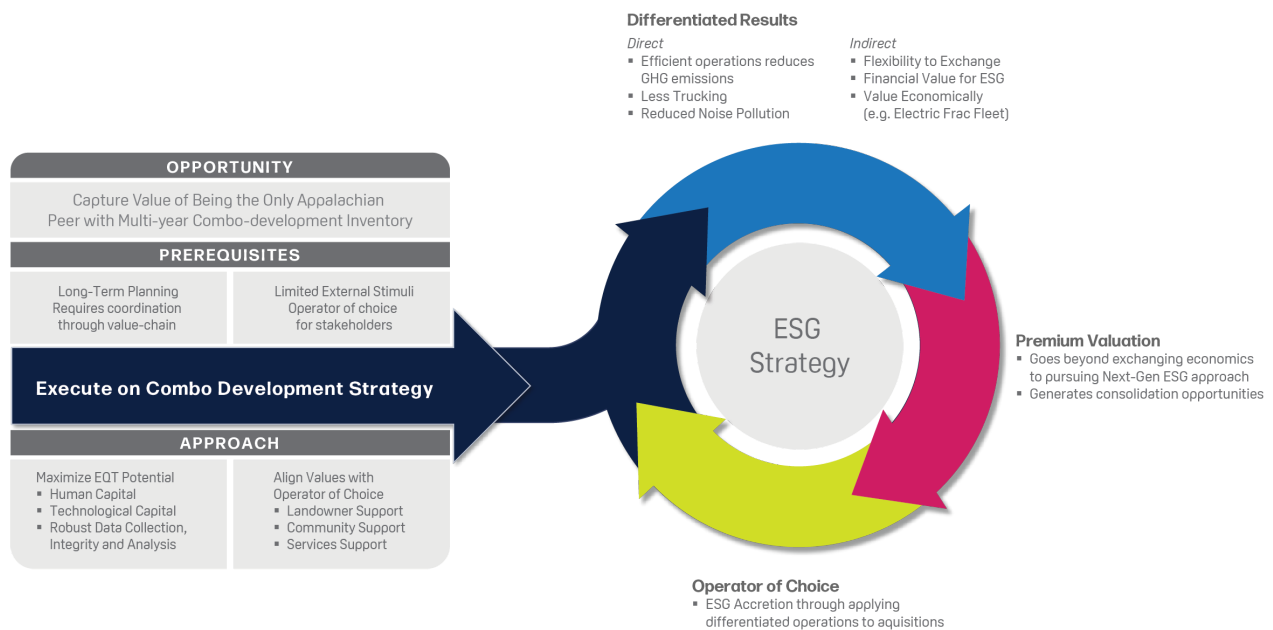 Differentiated Results
Direct
▪ Efficient operations reduces
GHG emissions
▪ Less Trucking
▪ Reduced Noise Pollution
Indirect
▪ Flexibility to Exchange
▪ Financial Value for ESG
▪ Value Economically
(e.g. Electric Frac Fleet)
OPPORTUNITY
Capture Value of Being the Only Appalachian
Peer with Multi-year Combo-development Inventory
PREREQUISITES
Long-Term Planning
Requires coordination
through value-chain
Limited External Stimuli
Operator of choice
for stakeholders
Execute on Combo Development Strategy
APPROACH
Maximize EQT Potential
▪ Human Capital
▪ Technological Capital
▪ Robust Data Collection,
Integrity and Analysis
Align Values with
Operator of Choice
▪ Landowner Support
▪ Community Support
▪ Services Support
ESG
Strategy
Premium Valuation
▪ Goes beyond exchanging economics
to pursuing Next-Gen ESG approach
▪ Generates consolidation opportunities
Operator of Choice
▪ ESG Accretion through applying
differentiated operations to aquisitions